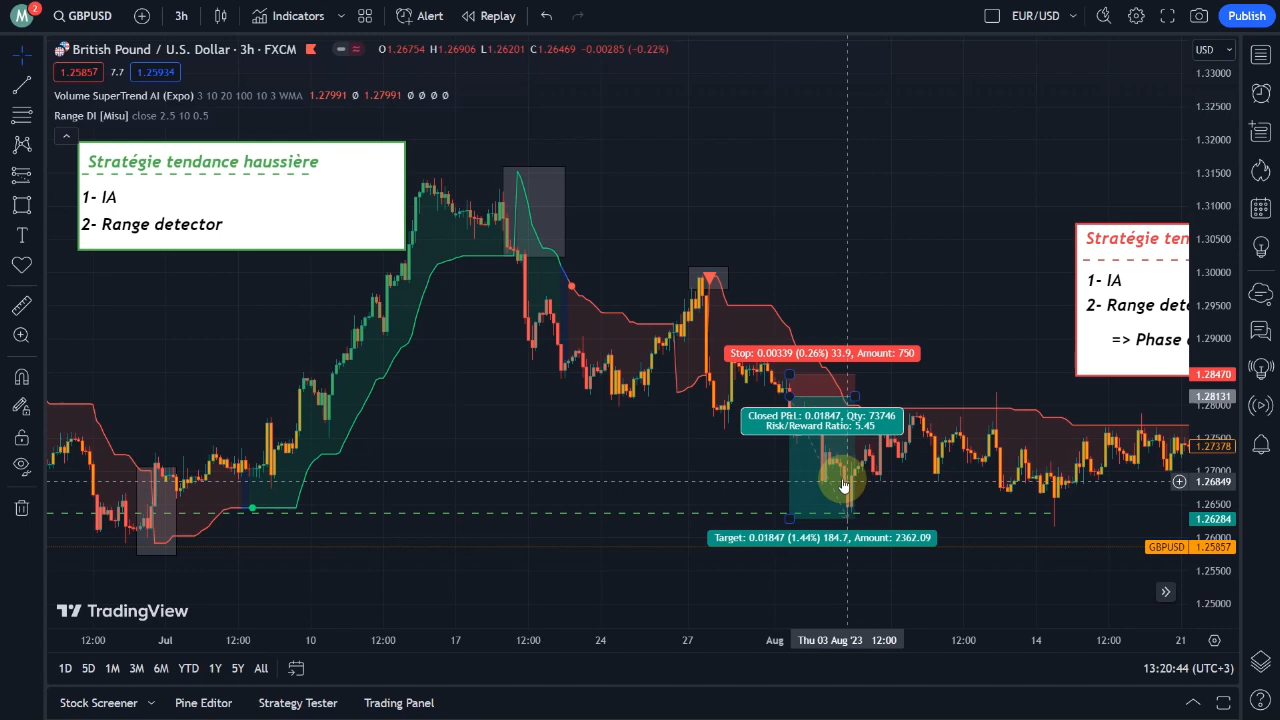 M
2
GBPUSD
3h
Indicators
Alert
Replay
EUR/USD
Publish
British Pound / U.S. Dollar · 3h · FXCM
O1.26754 H1.26906 L1.26201 C1.26469 -0.00285 (-0.22%)
USD
1.25857 7.7 1.25934
Volume SuperTrend AI (Expo) 3 10 20 100 10 3 WMA 1.27991 Ø 1.27991 Ø Ø Ø Ø
Range DI [Misu] close 2.5 10 0.5
Stratégie tendance haussière
1- IA
2- Range detector
Stratégie ten
1- IA
2- Range dete
=> Phase
Stop: 0.00339 (0.26%) 33.9, Amount: 750
Closed P&L: 0.01847, Qty: 73746
Risk/Reward Ratio: 5.45
Target: 0.01847 (1.44%) 184.7, Amount: 2362.09
1.33000
1.32500
1.32000
1.31500
1.31000
1.30500
1.30000
1.29500
1.29000
1.28470
1.28131
1.28000
1.27500
1.27378
1.27000
1.26849
1.26500
1.26284
1.26000
GBPUSD 1.25857
1.25500
1.25000
TradingView
12:00 Jul 12:00 10 12:00 17 12:00 24 27 Aug Thu 03 Aug '23 12:00 12:00 14 12:00 21
1D 5D 1M 3M 6M YTD 1Y 5Y All
13:20:44 (UTC+3)
Stock Screener Pine Editor Strategy Tester Trading Panel